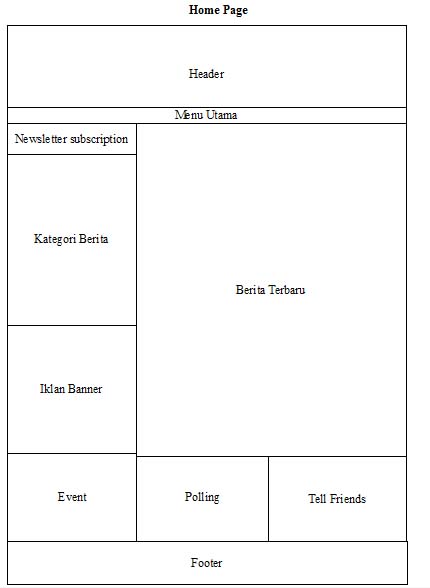 Home Page
Header
Menu Utama
Newsletter subscription
Kategori Berita
Berita Terbaru
Iklan Banner
Event
Polling
Tell Friends
Footer